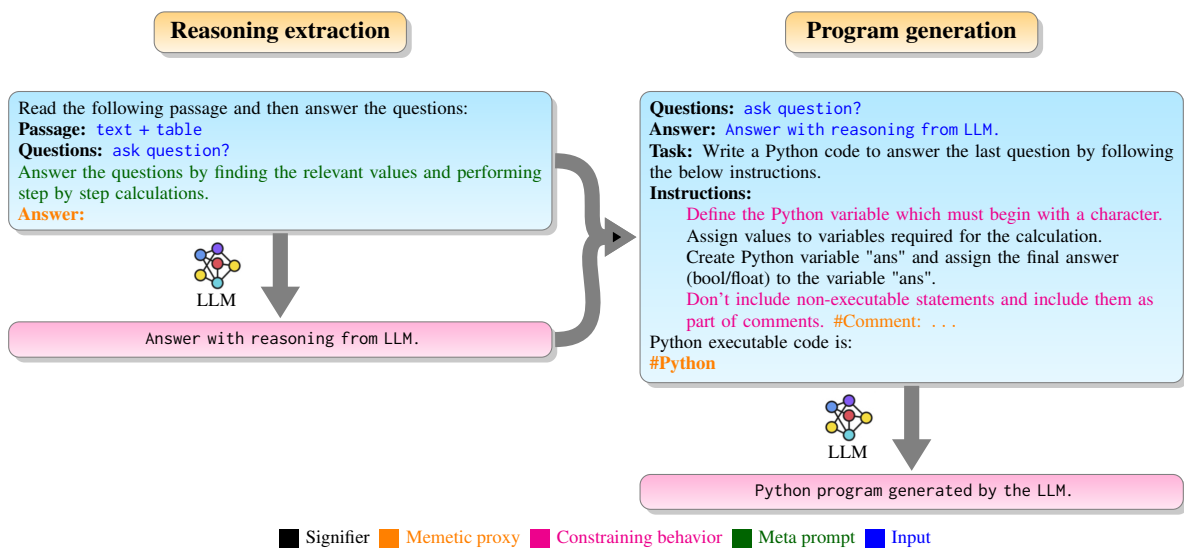 Reasoning extraction
Read the following passage and then answer the questions:
Passage: text + table
Questions: ask question?
Answer the questions by finding the relevant values and performing
step by step calculations.
Answer:
LLM
Answer with reasoning from LLM.
Program generation
Questions: ask question?
Answer: Answer with reasoning from LLM.
Task: Write a Python code to answer the last question by following
the below instructions.
Instructions:
Define the Python variable which must begin with a character.
Assign values to variables required for the calculation.
Create Python variable "ans" and assign the final answer
(bool/float) to the variable "ans".
Don't include non-executable statements and include them as
part of comments. #Comment: . . .
Python executable code is:
#Python
LLM
Python program generated by the LLM.
Signifier Memetic proxy Constraining behavior Meta prompt Input